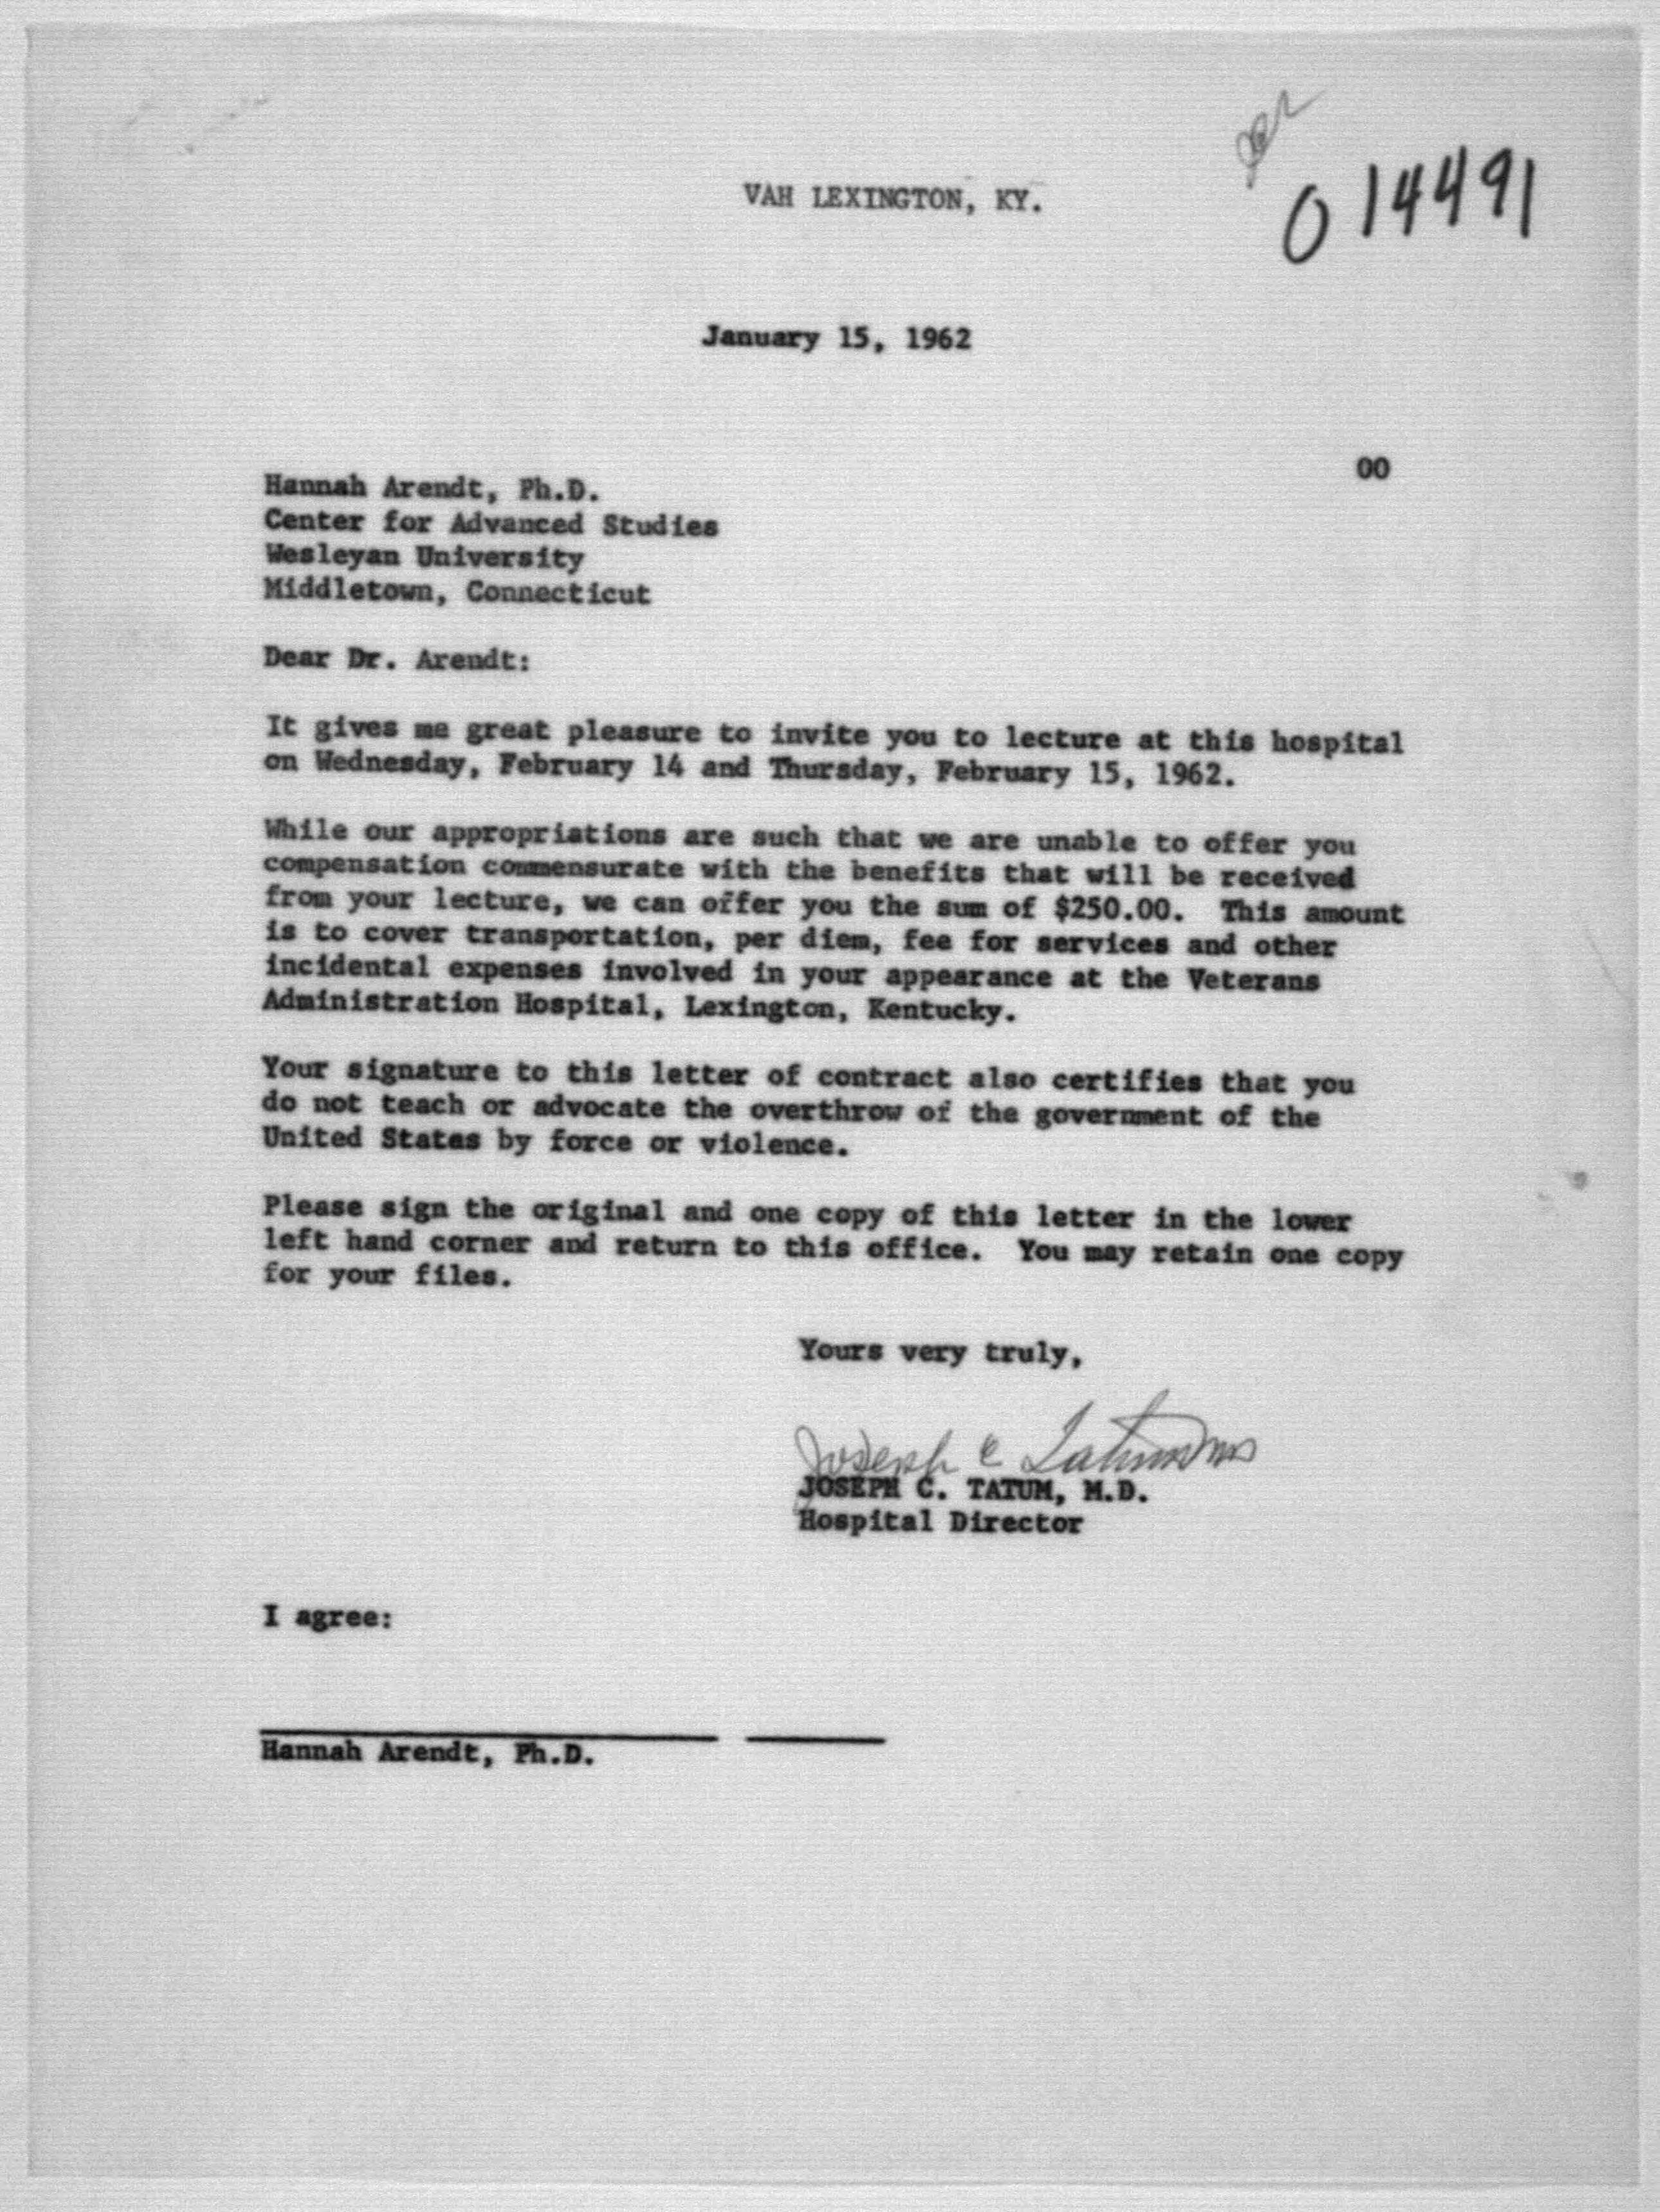 014491
VAH LEXINGTON, KY.
January 15, 1962
00
Hannah Arendt, Ph.D.
Center for Advanced Studies
Wesleyan University
Middletown, Connecticut
Dear Dr. Arendt:
It gives me great pleasure to invite you to lecture at this hospital
on Wednesday, February 14 and Thursday, February 15, 1962.
While our appropriations are such that we are unable to offer you
compensation commensurate with the benefits that will be received
from your lecture, we can offer you the sum of $250.00. This amount
is to cover transportation, per diem, fee for services and other
incidental expenses involved in your appearance at the Veterans
Administration Hospital, Lexington, Kentucky.
Your signature to this letter of contract also certifies that you
do not teach or advocate the overthrow of the government of the
United States by force or violence.
Please sign the original and one copy of this letter in the lower
left hand corner and return to this office. You may retain one copy
for your files.
Yours very truly,
Joseph C Tatum MD
JOSEPH C. TATUM, M.D.
Hospital Director
I agree:
Hannah Arendt, Ph.D.